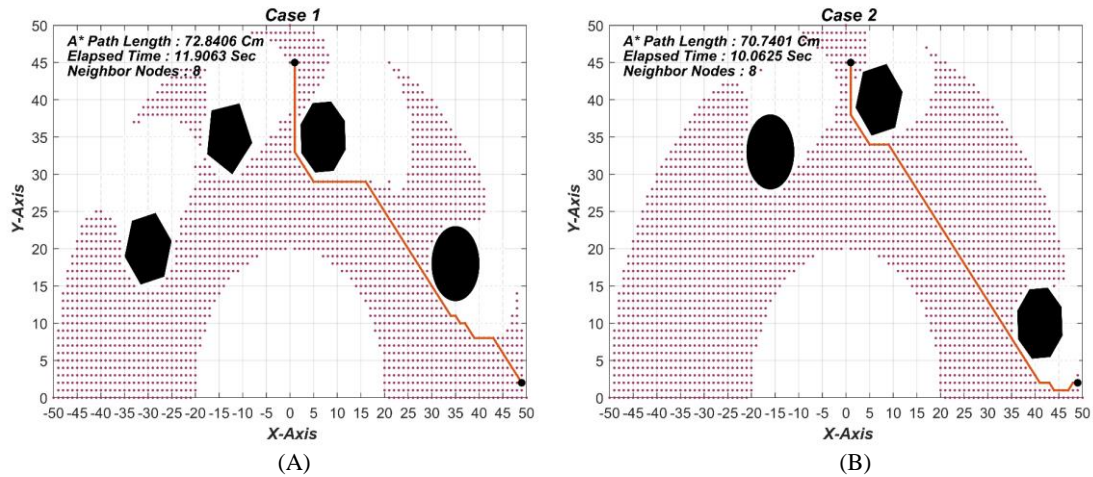 Case 1
A* Path Length : 72.8406 Cm
Elapsed Time : 11.9063 Sec
Neighbor Nodes : 8
50
45
40
35
30
25
20
15
10
5
0
Y-Axis
-50 -45 -40 -35 -30 -25 -20 -15 -10 -5 0 5 10 15 20 25 30 35 40 45 50
X-Axis
(A)
Case 2
A* Path Length : 70.7401 Cm
Elapsed Time : 10.0625 Sec
Neighbor Nodes : 8
50
45
40
35
30
25
20
15
10
5
0
Y-Axis
-50 -45 -40 -35 -30 -25 -20 -15 -10 -5 0 5 10 15 20 25 30 35 40 45 50
X-Axis
(B)